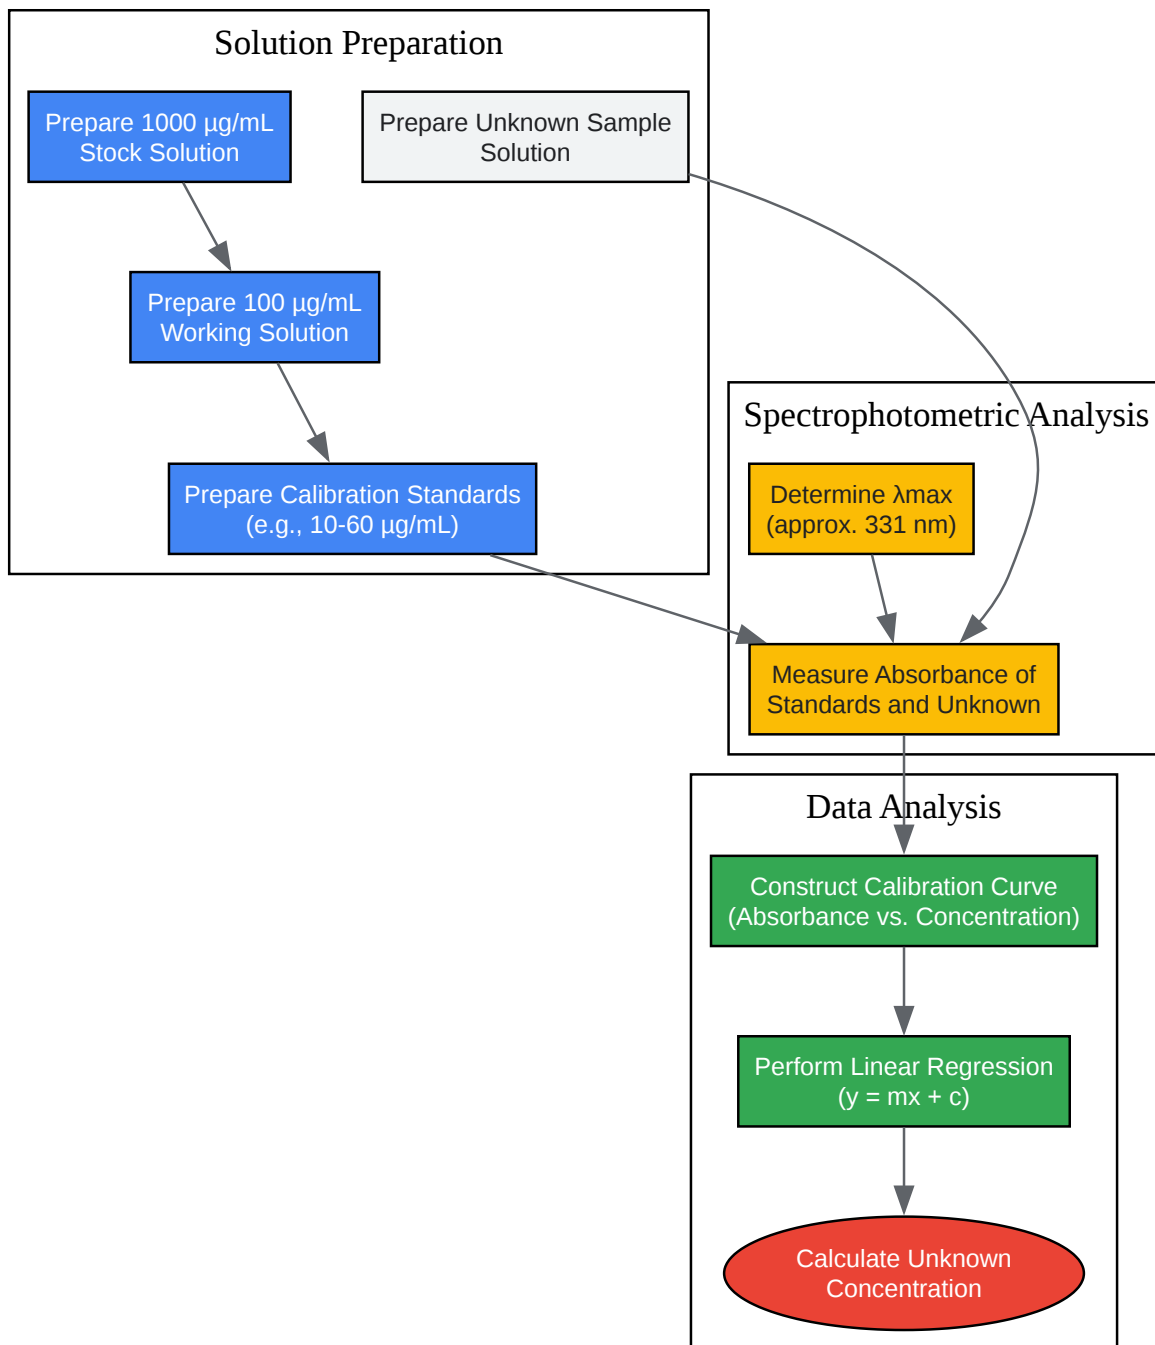 Solution Preparation
Prepare 1000 µg/mL
Stock Solution
Prepare Unknown Sample
Solution
Prepare 100 µg/mL
Working Solution
Prepare Calibration Standards
(e.g., 10-60 µg/mL)
Spectrophotometric Analysis
Determine λmax
(approx. 331 nm)
Measure Absorbance of
Standards and Unknown
Data Analysis
Construct Calibration Curve
(Absorbance vs. Concentration)
Perform Linear Regression
(y = mx + c)
Calculate Unknown
Concentration